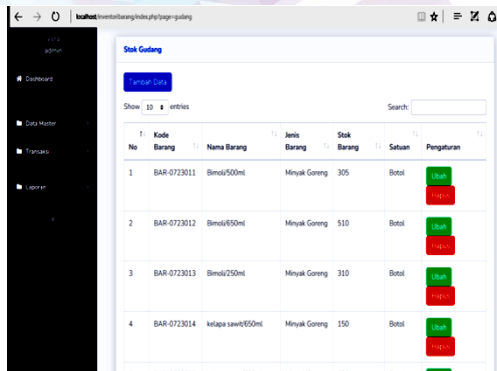 localhost/inventoribarang/index.php?page=gudang
admin
Dashboard
Data Master
Transaksi
Laporan
Stok Gudang
Tambah Data
Show 10 entries
Search:
No Kode Barang Nama Barang Jenis Barang Stok Barang Satuan Pengaturan
1 BAR-0723011 Bimoli/500ml Minyak Goreng 305 Botol Ubah
Hapus
2 BAR-0723012 Bimoli/650ml Minyak Goreng 510 Botol Ubah
Hapus
3 BAR-0723013 Bimoli/250ml Minyak Goreng 310 Botol Ubah
Hapus
4 BAR-0723014 kelapa sawit/650ml Minyak Goreng 150 Botol Ubah
Hapus